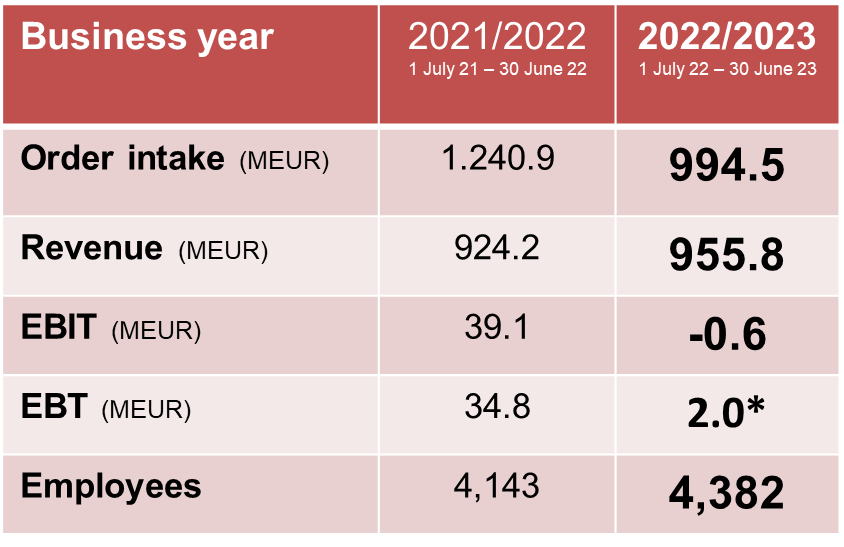 Business year 2021/2022 2022/2023
1 July 21 – 30 June 22 1 July 22 – 30 June 23
Order intake (MEUR) 1.240.9 994.5
Revenue (MEUR) 924.2 955.8
EBIT (MEUR) 39.1 -0.6
EBT (MEUR) 34.8 2.0*
Employees 4,143 4,382